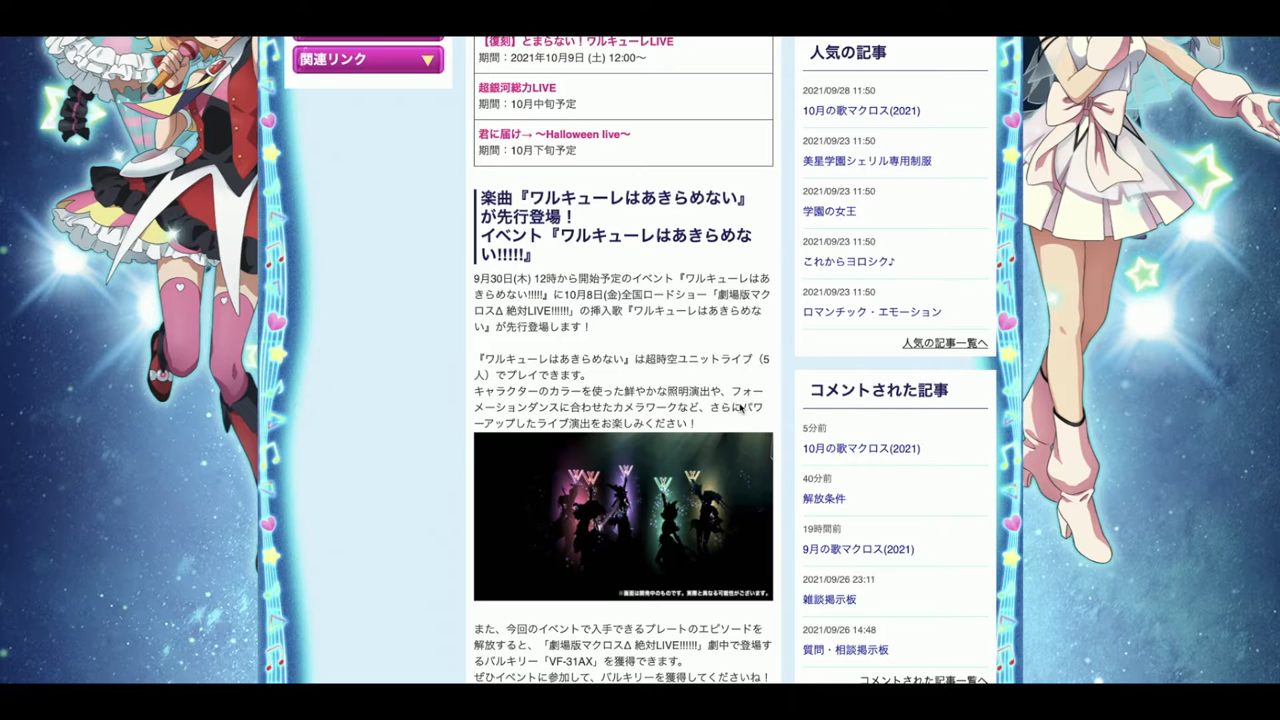 関連リンク
【復刻】とまらない！ワルキューレLIVE
期間：2021年10月9日 (土) 12:00〜
超銀河総力LIVE
期間：10月中旬予定
君に届け→ 〜Halloween live〜
期間：10月下旬予定
楽曲『ワルキューレはあきらめない』
が先行登場！
イベント『ワルキューレはあきらめな
い!!!!!』
9月30日(木) 12時から開始予定のイベント『ワルキューレはあ
きらめない!!!!!』に10月8日(金)全国ロードショー「劇場版マク
ロスΔ 絶対LIVE!!!!!!」の挿入歌『ワルキューレはあきらめな
い』が先行登場します！
『ワルキューレはあきらめない』は超時空ユニットライブ（5
人）でプレイできます。
キャラクターのカラーを使った鮮やかな照明演出や、フォー
メーションダンスに合わせたカメラワークなど、さらにパワ
ーアップしたライブ演出をお楽しみください！
※画面は開発中のものです。実際と異なる可能性がございます。
また、今回のイベントで入手できるプレートのエピソードを
解放すると、「劇場版マクロスΔ 絶対LIVE!!!!!!」劇中で登場す
るバルキリー「VF-31AX」を獲得できます。
ぜひイベントに参加して、バルキリーを獲得してくださいね！
人気の記事
2021/09/28 11:50
10月の歌マクロス(2021)
2021/09/23 11:50
美星学園シェリル専用制服
2021/09/23 11:50
学園の女王
2021/09/23 11:50
これからヨロシク♪
2021/09/23 11:50
ロマンチック・エモーション
人気の記事一覧へ
コメントされた記事
5分前
10月の歌マクロス(2021)
40分前
解放条件
19時間前
9月の歌マクロス(2021)
2021/09/26 23:11
雑談掲示板
2021/09/26 14:48
質問・相談掲示板
コメントされた記事一覧へ